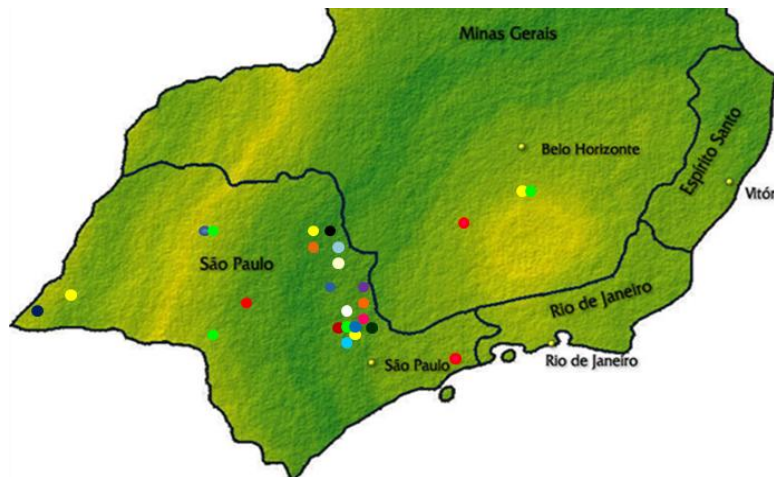 Minas Gerais
Belo Horizonte
Espírito Santo
Vitór
São Paulo
Rio de Janeiro
São Paulo
Rio de Janeiro